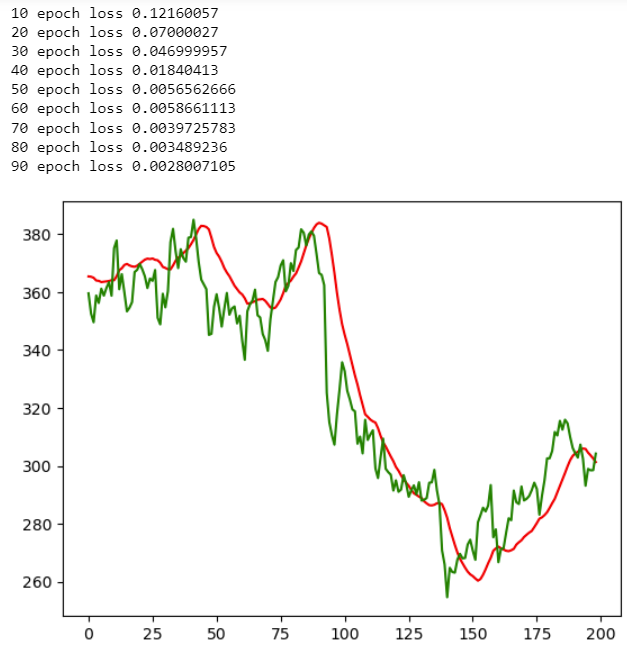 10 epoch loss 0.12160057
20 epoch loss 0.07000027
30 epoch loss 0.046999957
40 epoch loss 0.01840413
50 epoch loss 0.0056562666
60 epoch loss 0.0058661113
70 epoch loss 0.0039725783
80 epoch loss 0.003489236
90 epoch loss 0.0028007105
380
360
340
320
300
280
260
0 25 50 75 100 125 150 175 200